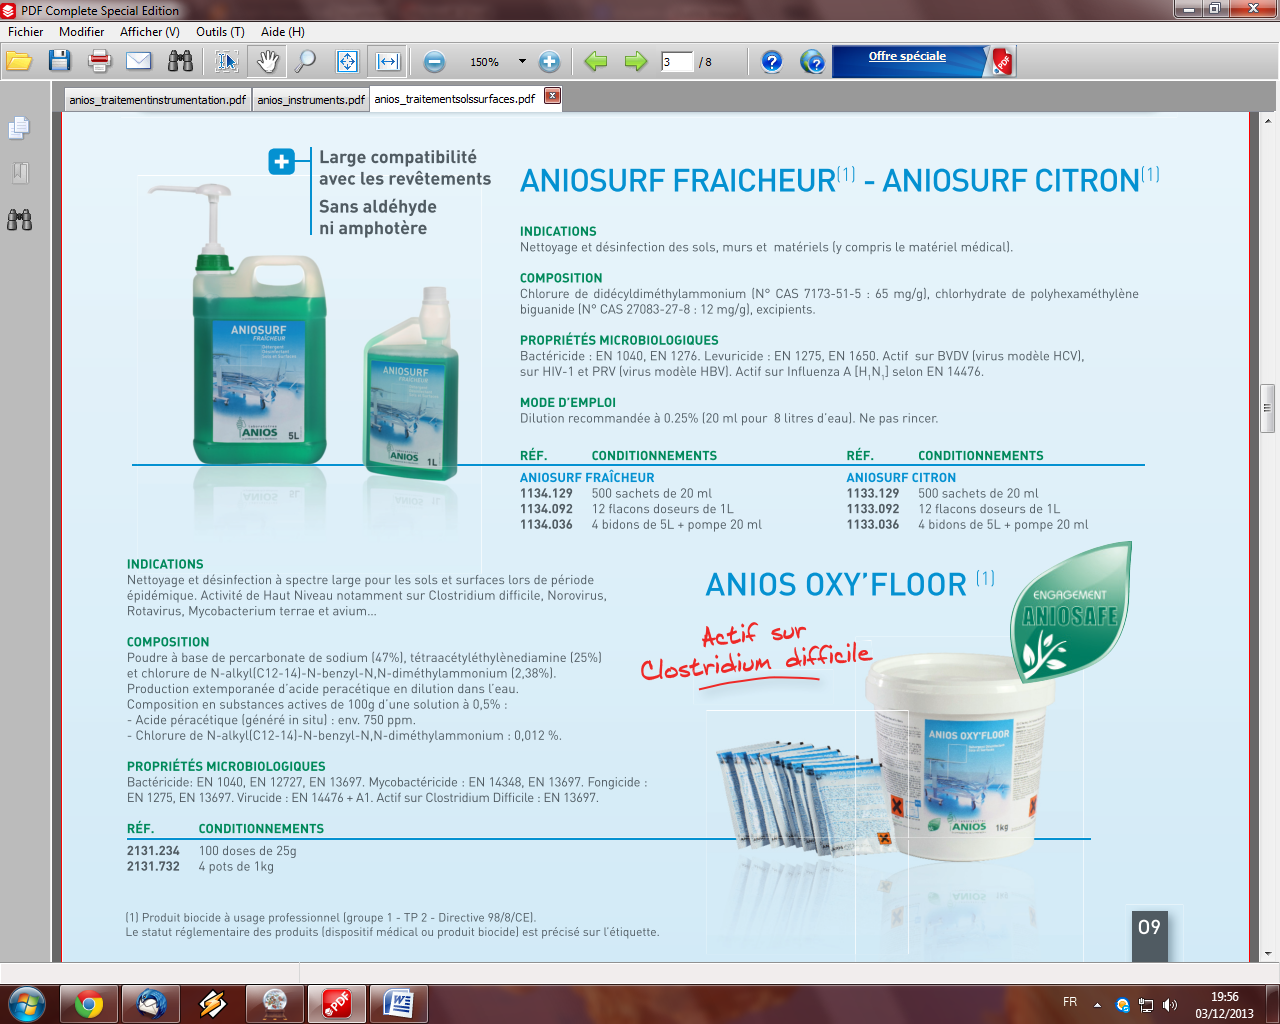 PDF Complete Special Edition
Fichier Modifier Afficher (V) Outils (T) Aide (H)
150% 3 / 8 Offre spéciale PDF
anios_traitementinstrumentation.pdf anios_instruments.pdf anios_traitementsolssurfaces.pdf
Large compatibilité
avec les revêtements
Sans aldéhyde
ni amphotère
ANIOSURF FRAICHEUR(1) - ANIOSURF CITRON(1)
INDICATIONS
Nettoyage et désinfection des sols, murs et matériels (y compris le matériel médical).
COMPOSITION
Chlorure de didécyldiméthylammonium (N° CAS 7173-51-5 : 65 mg/g), chlorhydrate de polyhexaméthylène
biguanide (N° CAS 27083-27-8 : 12 mg/g), excipients.
PROPRIÉTÉS MICROBIOLOGIQUES
Bactéricide : EN 1040, EN 1276. Levuricide : EN 1275, EN 1650. Actif sur BVDV (virus modèle HCV),
sur HIV-1 et PRV (virus modèle HBV). Actif sur Influenza A [H1N1] selon EN 14476.
MODE D'EMPLOI
Dilution recommandée à 0.25% (20 ml pour 8 litres d'eau). Ne pas rincer.
RÉF. CONDITIONNEMENTS RÉF. CONDITIONNEMENTS
ANIOSURF FRAÎCHEUR ANIOSURF CITRON
1134.129 500 sachets de 20 ml 1133.129 500 sachets de 20 ml
1134.092 12 flacons doseurs de 1L 1133.092 12 flacons doseurs de 1L
1134.036 4 bidons de 5L + pompe 20 ml 1133.036 4 bidons de 5L + pompe 20 ml
ANIOSURF
FRAÎCHEUR
ANIOS
5L
ANIOSURF
FRAÎCHEUR
ANIOS
1L
INDICATIONS
Nettoyage et désinfection à spectre large pour les sols et surfaces lors de période
épidémique. Activité de Haut Niveau notamment sur Clostridium difficile, Norovirus,
Rotavirus, Mycobacterium terrae et avium...
COMPOSITION
Poudre à base de percarbonate de sodium (47%), tétraacétyléthylènediamine (25%)
et chlorure de N-alkyl(C12-14)-N-benzyl-N,N-diméthylammonium (2,38%).
Production extemporanée d'acide peracétique en dilution dans l'eau.
Composition en substances actives de 100g d'une solution à 0,5% :
- Acide péracétique (généré in situ) : env. 750 ppm.
- Chlorure de N-alkyl(C12-14)-N-benzyl-N,N-diméthylammonium : 0,012 %.
PROPRIÉTÉS MICROBIOLOGIQUES
Bactéricide: EN 1040, EN 12727, EN 13697. Mycobactéricide : EN 14348, EN 13697. Fongicide :
EN 1275, EN 13697. Virucide : EN 14476 + A1. Actif sur Clostridium Difficile : EN 13697.
RÉF. CONDITIONNEMENTS
2131.234 100 doses de 25g
2131.732 4 pots de 1kg
ANIOS OXY'FLOOR (1)
ENGAGEMENT
ANIOSAFE
Actif sur
Clostridium difficile
ANIOS OXY'FLOOR
ANIOS
1kg
(1) Produit biocide à usage professionnel (groupe 1 - TP 2 - Directive 98/8/CE).
Le statut réglementaire des produits (dispositif médical ou produit biocide) est précisé sur l'étiquette.
09
PDF W FR 19:56
03/12/2013